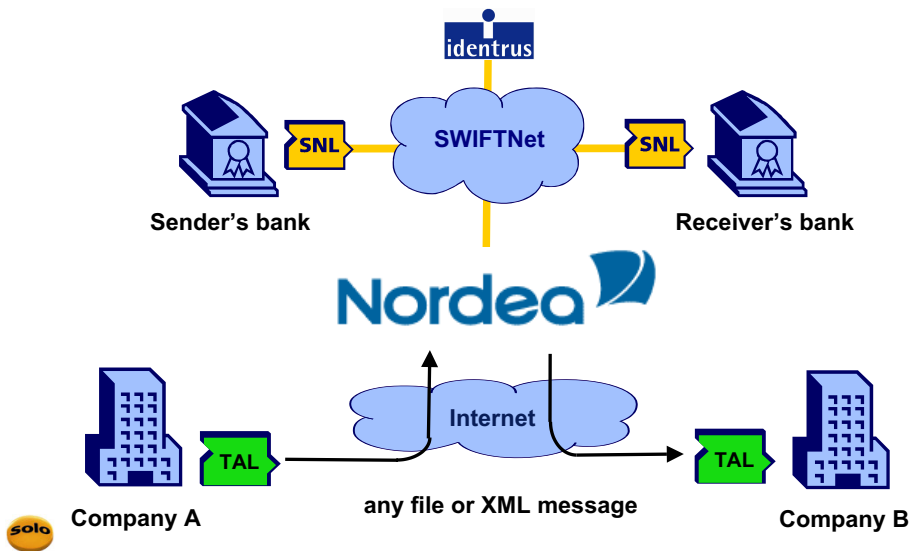 identrus
SNL
SWIFTNet
SNL
Sender's bank
Receiver's bank
Nordea
Internet
TAL
TAL
any file or XML message
Company A
Company B
solo